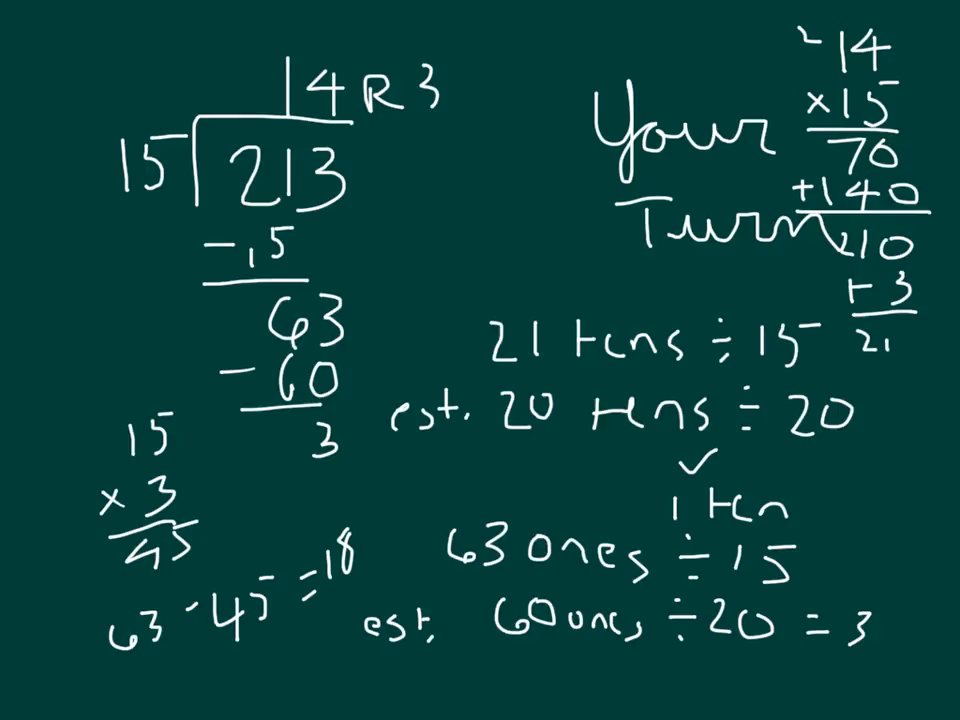 14 R 3
15 213
- 15
63
- 60
3
15
× 3
45
63 - 45 = 18
Your
Turn
2
14
×15
70
+140
210
+ 3
21
21 tens ÷ 15
est. 20 tens ÷ 20
✓
1 ten
63 ones ÷ 15
est. 60 ones ÷ 20 = 3